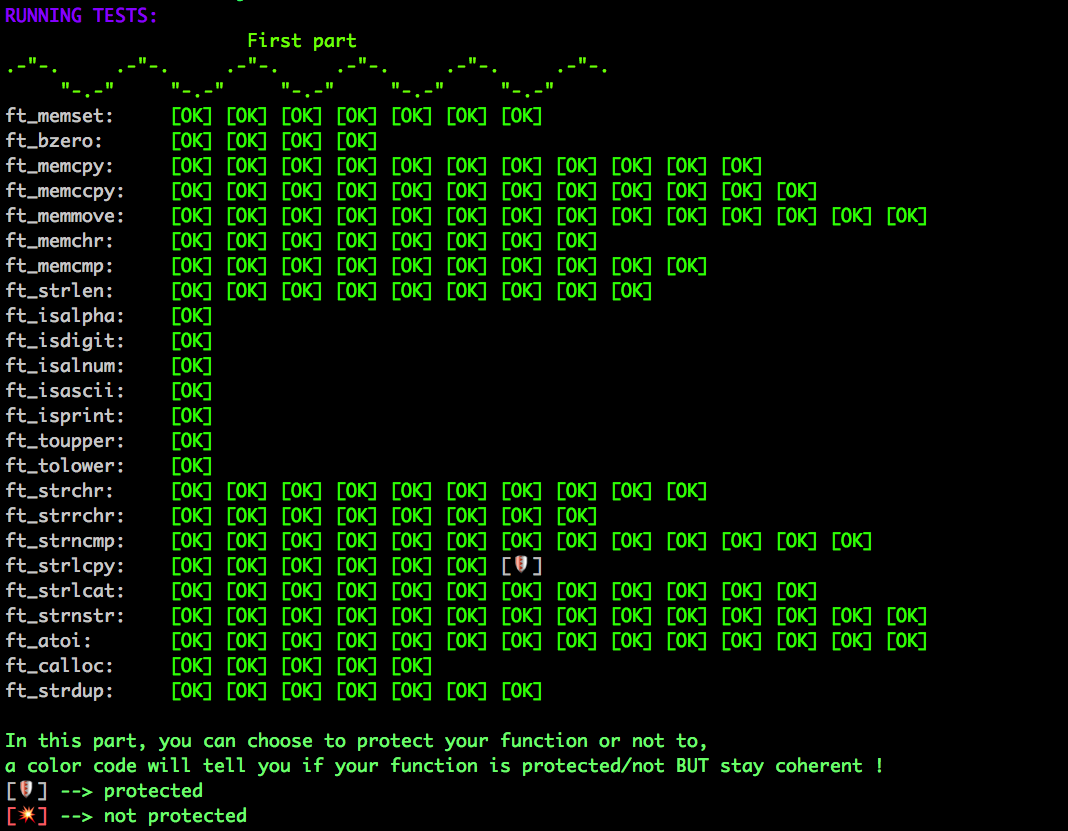 RUNNING TESTS:
First part
.-"-. .-"-. .-"-. .-"-. .-"-. .-"-.
"-.-" "-.-" "-.-" "-.-" "-.-"
ft_memset: [OK] [OK] [OK] [OK] [OK] [OK] [OK]
ft_bzero: [OK] [OK] [OK] [OK]
ft_memcpy: [OK] [OK] [OK] [OK] [OK] [OK] [OK] [OK] [OK] [OK] [OK]
ft_memccpy: [OK] [OK] [OK] [OK] [OK] [OK] [OK] [OK] [OK] [OK] [OK] [OK]
ft_memmove: [OK] [OK] [OK] [OK] [OK] [OK] [OK] [OK] [OK] [OK] [OK] [OK] [OK] [OK]
ft_memchr: [OK] [OK] [OK] [OK] [OK] [OK] [OK] [OK]
ft_memcmp: [OK] [OK] [OK] [OK] [OK] [OK] [OK] [OK] [OK] [OK]
ft_strlen: [OK] [OK] [OK] [OK] [OK] [OK] [OK] [OK] [OK]
ft_isalpha: [OK]
ft_isdigit: [OK]
ft_isalnum: [OK]
ft_isascii: [OK]
ft_isprint: [OK]
ft_toupper: [OK]
ft_tolower: [OK]
ft_strchr: [OK] [OK] [OK] [OK] [OK] [OK] [OK] [OK] [OK] [OK]
ft_strrchr: [OK] [OK] [OK] [OK] [OK] [OK] [OK] [OK]
ft_strncmp: [OK] [OK] [OK] [OK] [OK] [OK] [OK] [OK] [OK] [OK] [OK] [OK] [OK]
ft_strlcpy: [OK] [OK] [OK] [OK] [OK] [OK] [🛡]
ft_strlcat: [OK] [OK] [OK] [OK] [OK] [OK] [OK] [OK] [OK] [OK] [OK] [OK]
ft_strnstr: [OK] [OK] [OK] [OK] [OK] [OK] [OK] [OK] [OK] [OK] [OK] [OK] [OK] [OK]
ft_atoi: [OK] [OK] [OK] [OK] [OK] [OK] [OK] [OK] [OK] [OK] [OK] [OK] [OK] [OK]
ft_calloc: [OK] [OK] [OK] [OK] [OK]
ft_strdup: [OK] [OK] [OK] [OK] [OK] [OK] [OK]
In this part, you can choose to protect your function or not to,
a color code will tell you if your function is protected/not BUT stay coherent !
[🛡] --> protected
[💥] --> not protected